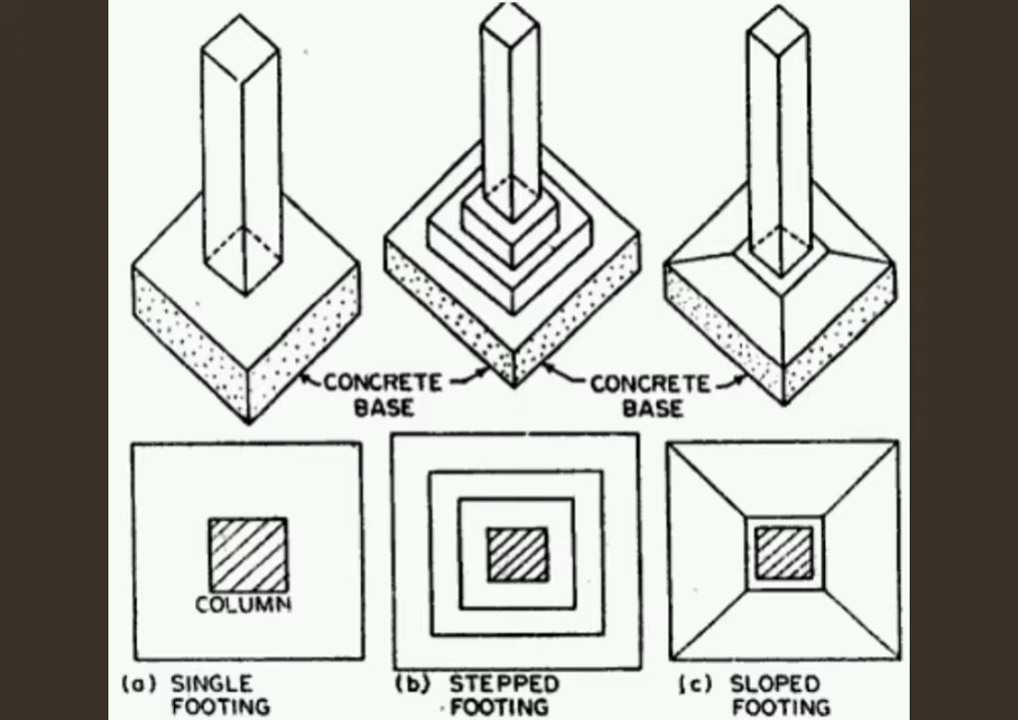 CONCRETE
BASE
CONCRETE
BASE
COLUMN
(a) SINGLE
FOOTING
(b) STEPPED
FOOTING
(c) SLOPED
FOOTING